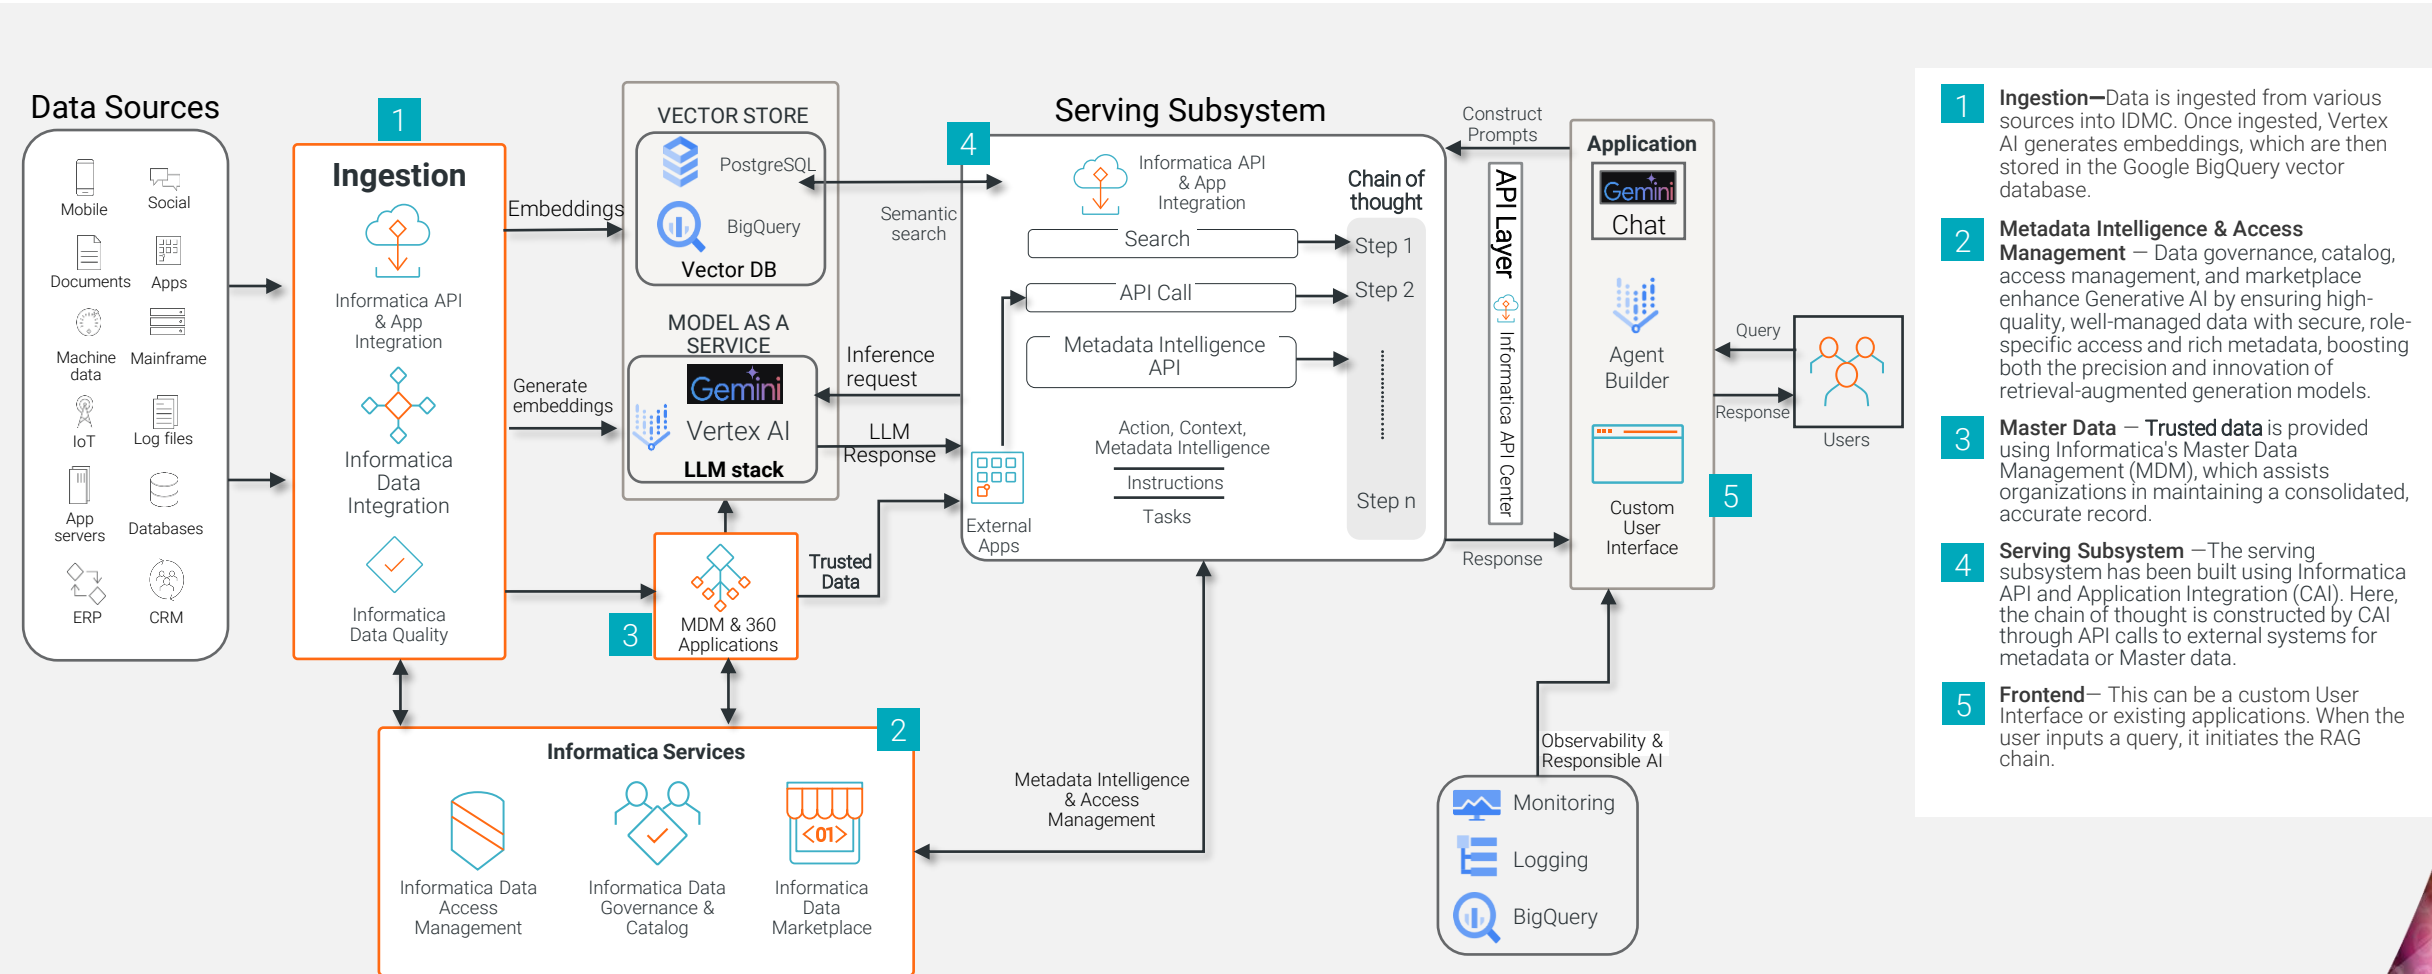 Data Sources
Mobile
Social
Documents
Apps
Machine
data
Mainframe
IoT
Log files
App
servers
Databases
ERP
CRM
1
Ingestion
Informatica API
& App
Integration
Informatica
Data
Integration
Informatica
Data Quality
Embeddings
Generate
embeddings
VECTOR STORE
PostgreSQL
BigQuery
Vector DB
MODEL AS A
SERVICE
Gemini
Vertex AI
LLM stack
3
MDM & 360
Applications
Trusted
Data
Semantic
search
Inference
request
LLM
Response
Serving Subsystem
4
Informatica API
& App
Integration
Chain of
thought
Search
Step 1
API Call
Step 2
Metadata Intelligence
API
Action, Context,
Metadata Intelligence
Instructions
Tasks
Step n
External
Apps
Construct
Prompts
API Layer
Informatica API Center
Response
Application
Gemini
Chat
Agent
Builder
Custom
User
Interface
5
Query
Response
Users
2
Informatica Services
Informatica Data
Access
Management
Informatica Data
Governance &
Catalog
<01>
Informatica
Data
Marketplace
Metadata Intelligence
& Access
Management
Observability &
Responsible AI
Monitoring
Logging
BigQuery
1
Ingestion—Data is ingested from various
sources into IDMC. Once ingested, Vertex
AI generates embeddings, which are then
stored in the Google BigQuery vector
database.
2
Metadata Intelligence & Access
Management — Data governance, catalog,
access management, and marketplace
enhance Generative AI by ensuring high-
quality, well-managed data with secure, role-
specific access and rich metadata, boosting
both the precision and innovation of
retrieval-augmented generation models.
3
Master Data — Trusted data is provided
using Informatica's Master Data
Management (MDM), which assists
organizations in maintaining a consolidated,
accurate record.
4
Serving Subsystem —The serving
subsystem has been built using Informatica
API and Application Integration (CAI). Here,
the chain of thought is constructed by CAI
through API calls to external systems for
metadata or Master data.
5
Frontend— This can be a custom User
Interface or existing applications. When the
user inputs a query, it initiates the RAG
chain.